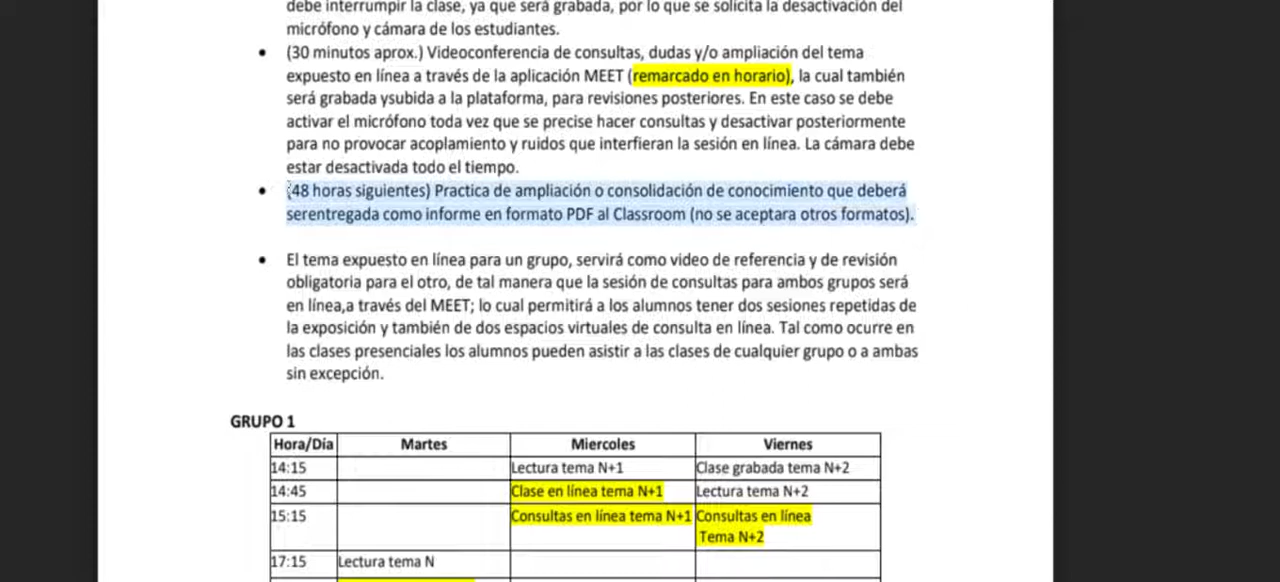 debe interrumpir la clase, ya que será grabada, por lo que se solicita la desactivación del
micrófono y cámara de los estudiantes.
• (30 minutos aprox.) Videoconferencia de consultas, dudas y/o ampliación del tema
expuesto en línea a través de la aplicación MEET (remarcado en horario), la cual también
será grabada ysubida a la plataforma, para revisiones posteriores. En este caso se debe
activar el micrófono toda vez que se precise hacer consultas y desactivar posteriormente
para no provocar acoplamiento y ruidos que interfieran la sesión en línea. La cámara debe
estar desactivada todo el tiempo.
• (48 horas siguientes) Practica de ampliación o consolidación de conocimiento que deberá
serentregada como informe en formato PDF al Classroom (no se aceptara otros formatos).
• El tema expuesto en línea para un grupo, servirá como video de referencia y de revisión
obligatoria para el otro, de tal manera que la sesión de consultas para ambos grupos será
en línea,a través del MEET; lo cual permitirá a los alumnos tener dos sesiones repetidas de
la exposición y también de dos espacios virtuales de consulta en línea. Tal como ocurre en
las clases presenciales los alumnos pueden asistir a las clases de cualquier grupo o a ambas
sin excepción.
GRUPO 1
Hora/Día Martes Miercoles Viernes
14:15 Lectura tema N+1 Clase grabada tema N+2
14:45 Clase en línea tema N+1 Lectura tema N+2
15:15 Consultas en línea tema N+1 Consultas en línea
Tema N+2
17:15 Lectura tema N